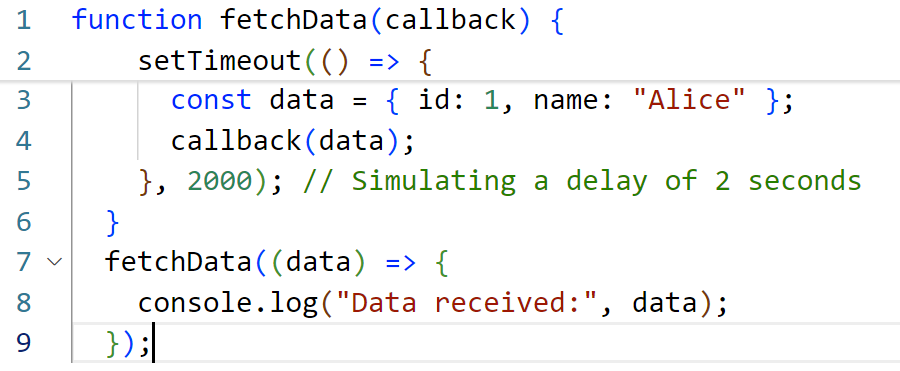 1 function fetchData(callback) {
2     setTimeout(() => {
3       const data = { id: 1, name: "Alice" };
4       callback(data);
5     }, 2000); // Simulating a delay of 2 seconds
6   }
7   fetchData((data) => {
8     console.log("Data received:", data);
9   });